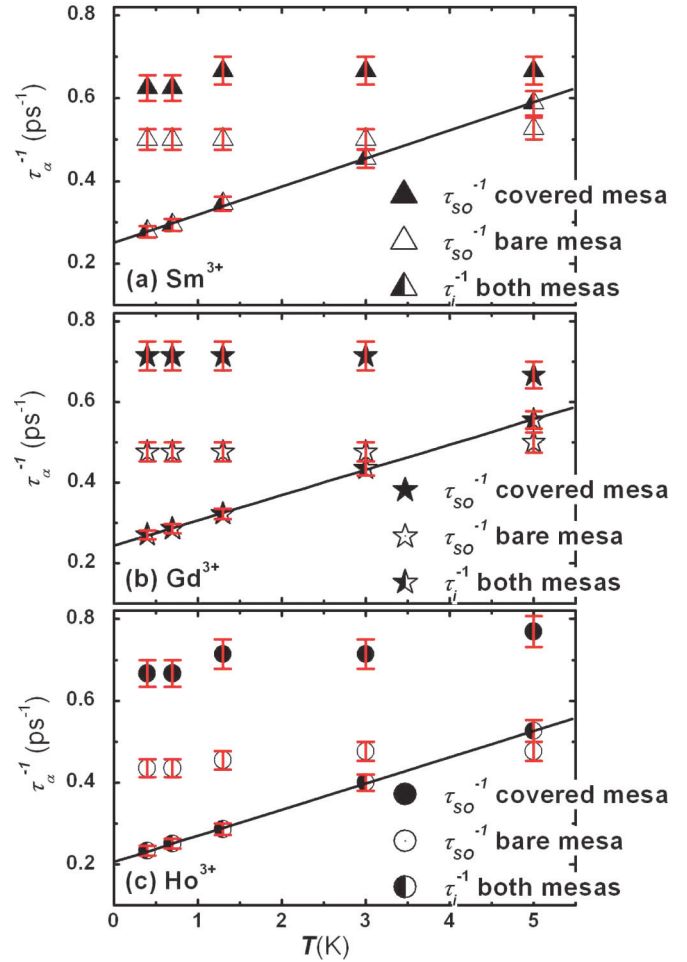 0.8
0.6
0.4
0.2
τα⁻¹ (ps⁻¹)
τso⁻¹ covered mesa
τso⁻¹ bare mesa
τi⁻¹ both mesas
(a) Sm³⁺
0.8
0.6
0.4
0.2
τα⁻¹ (ps⁻¹)
τso⁻¹ covered mesa
τso⁻¹ bare mesa
τi⁻¹ both mesas
(b) Gd³⁺
0.8
0.6
0.4
0.2
τα⁻¹ (ps⁻¹)
τso⁻¹ covered mesa
τso⁻¹ bare mesa
τi⁻¹ both mesas
(c) Ho³⁺
0 1 2 3 4 5
T(K)